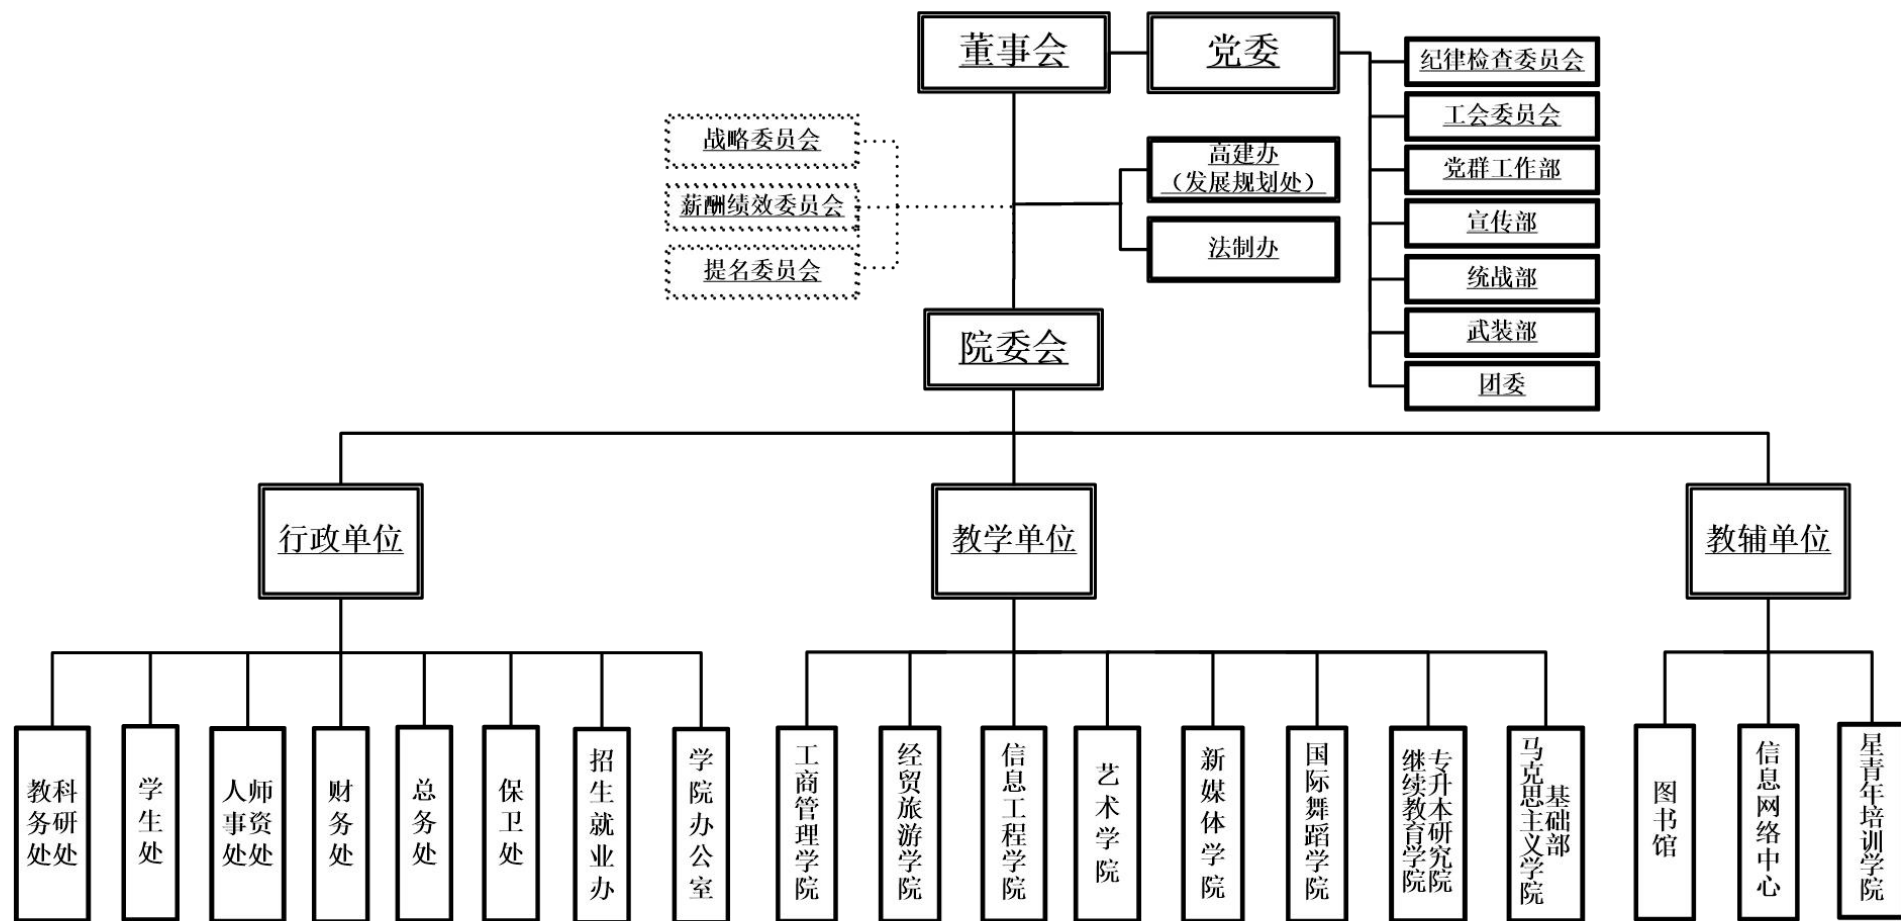 董事会
党委
纪律检查委员会
工会委员会
党群工作部
宣传部
统战部
武装部
团委
战略委员会
薪酬绩效委员会
提名委员会
高建办
（发展规划处）
法制办
院委会
行政单位
教学单位
教辅单位
教务处
科研处
学生处
人事处
师资处
财务处
总务处
保卫处
招生就业办
学院办公室
工商管理学院
经贸旅游学院
信息工程学院
艺术学院
新媒体学院
国际舞蹈学院
继续教育学院
专升本研究院
马克思主义学院
基础部
图书馆
信息网络中心
星青年培训学院